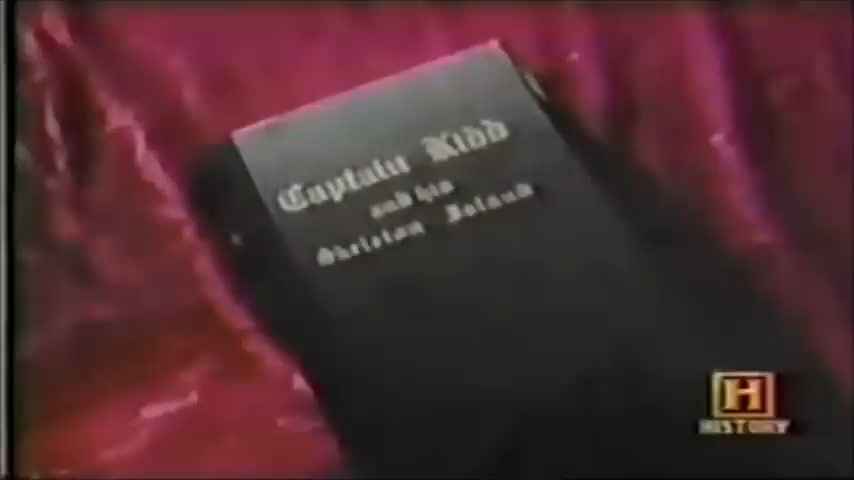 Captain Kidd
and his
Skeleton Island
H
HISTORY